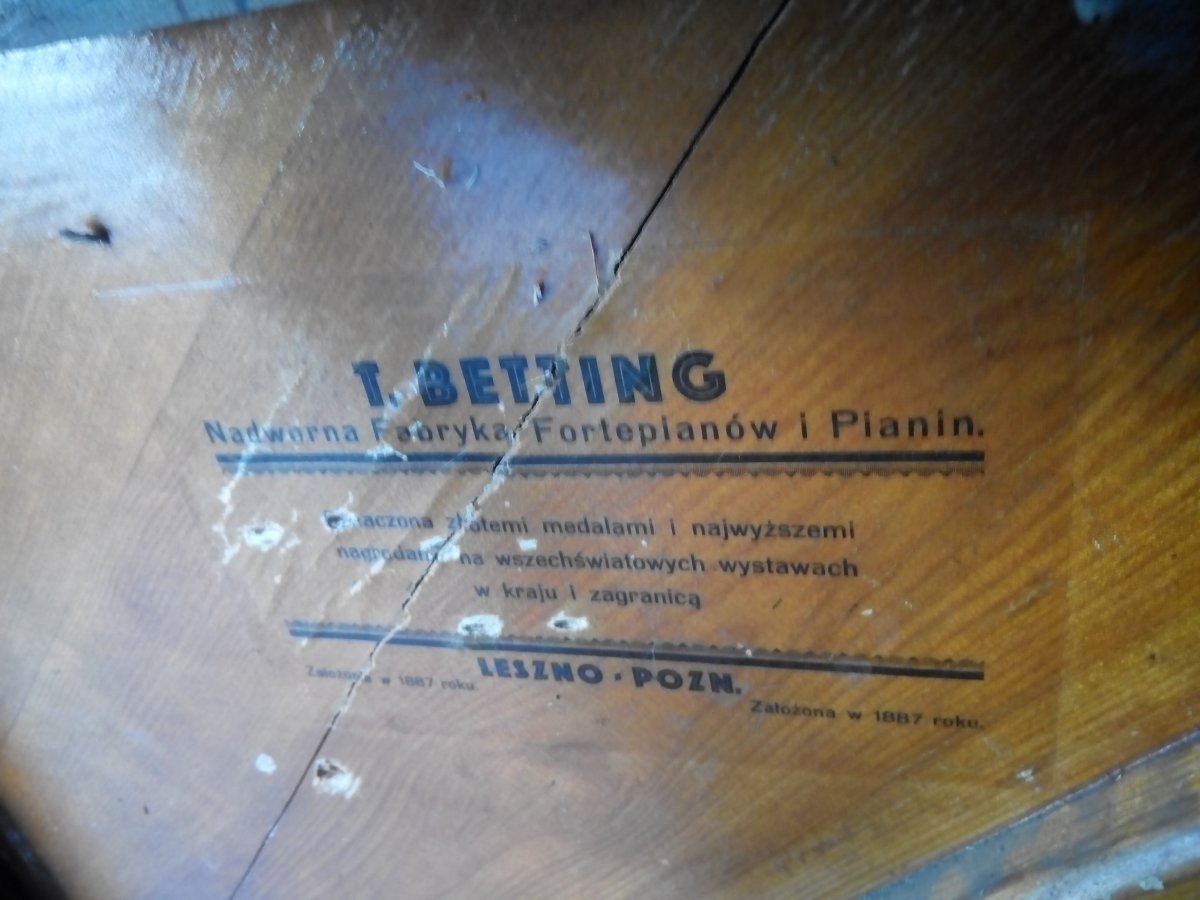 T. BETTING
Nadworna Fabryka Fortepianów i Pianin.
złotemi medalami i najwyższemi
nagrodami na wszechświatowych wystawach
w kraju i zagranicą
LESZNO · POZN.
Założona w 1887 roku.
Założona w 1887 roku.